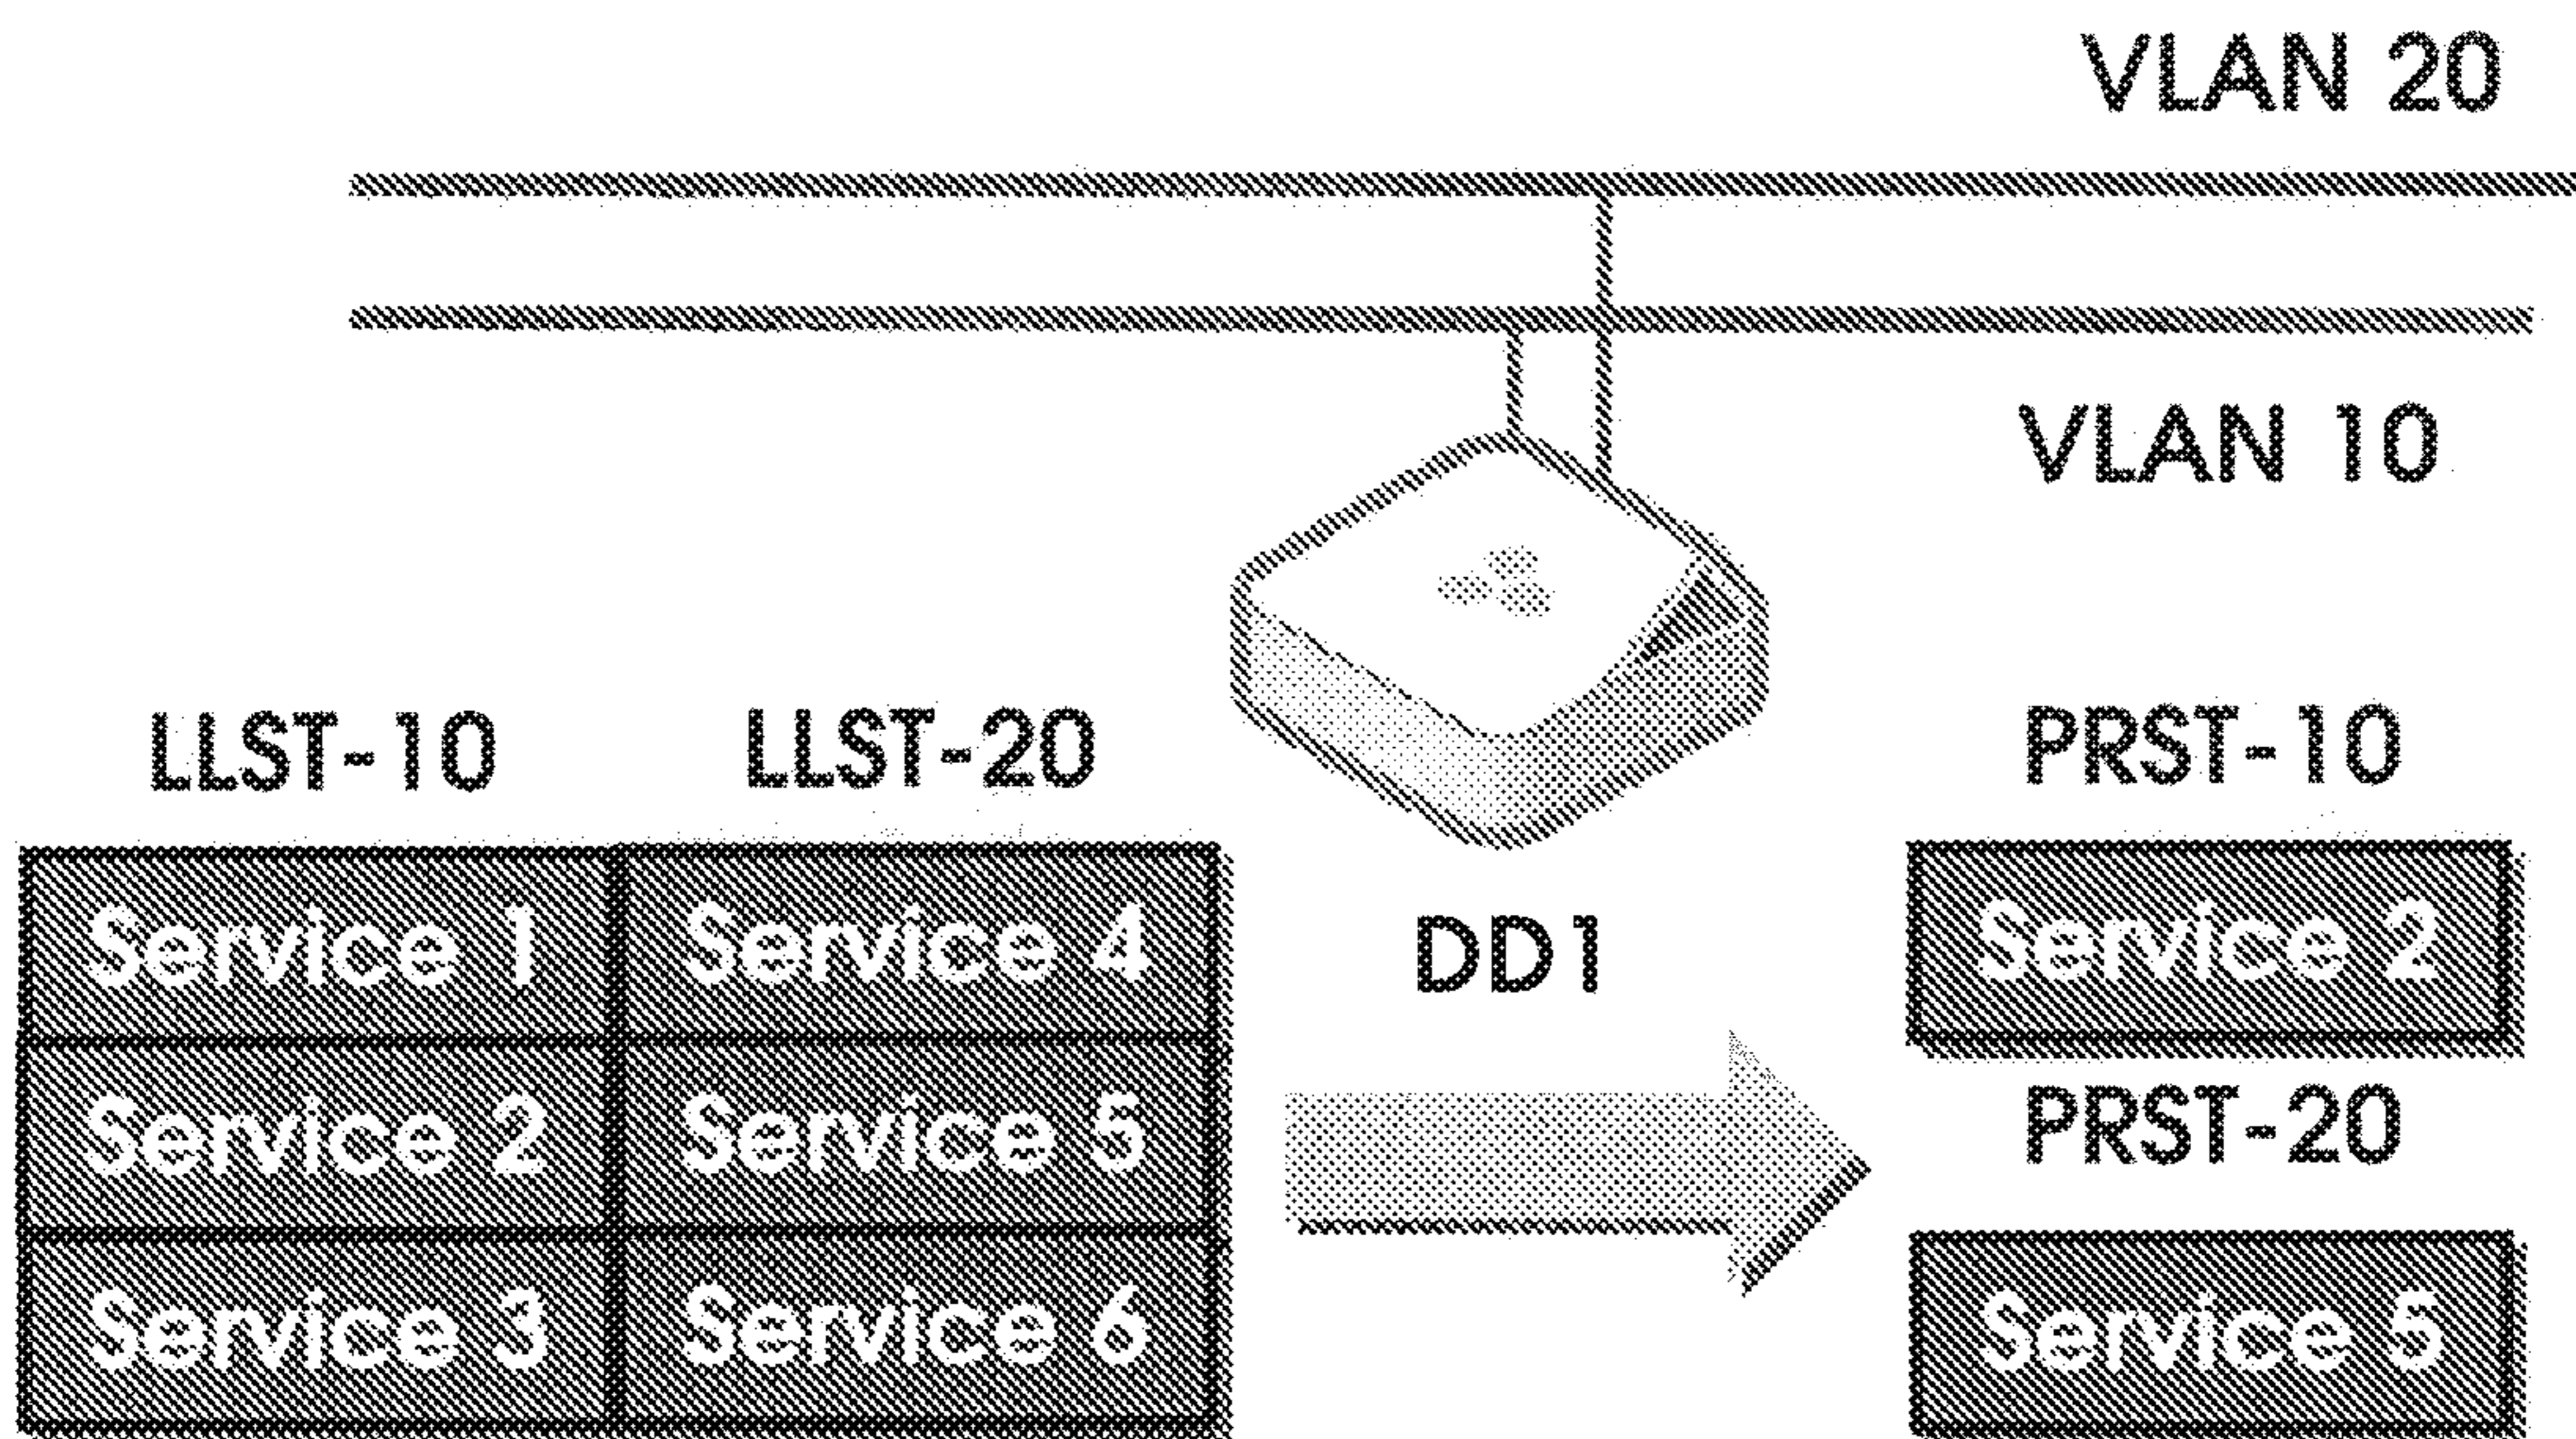 VLAN 20
VLAN 10
LLST-10 LLST-20
PRST-10
Service 1 Service 4
Service 2 Service 5
Service 3 Service 6
DD1
Service 2
PRST-20
Service 5